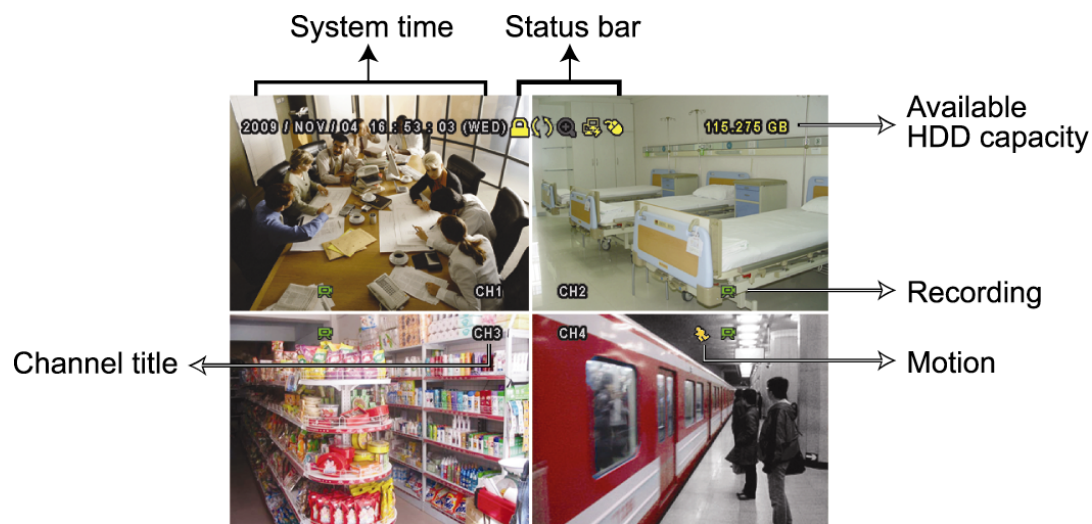 System time
Status bar
2009 / NOV / 04 16 : 53 : 03 (WED)
115.275 GB
Available
HDD capacity
CH1
CH2
Recording
CH3
CH4
Channel title
Motion